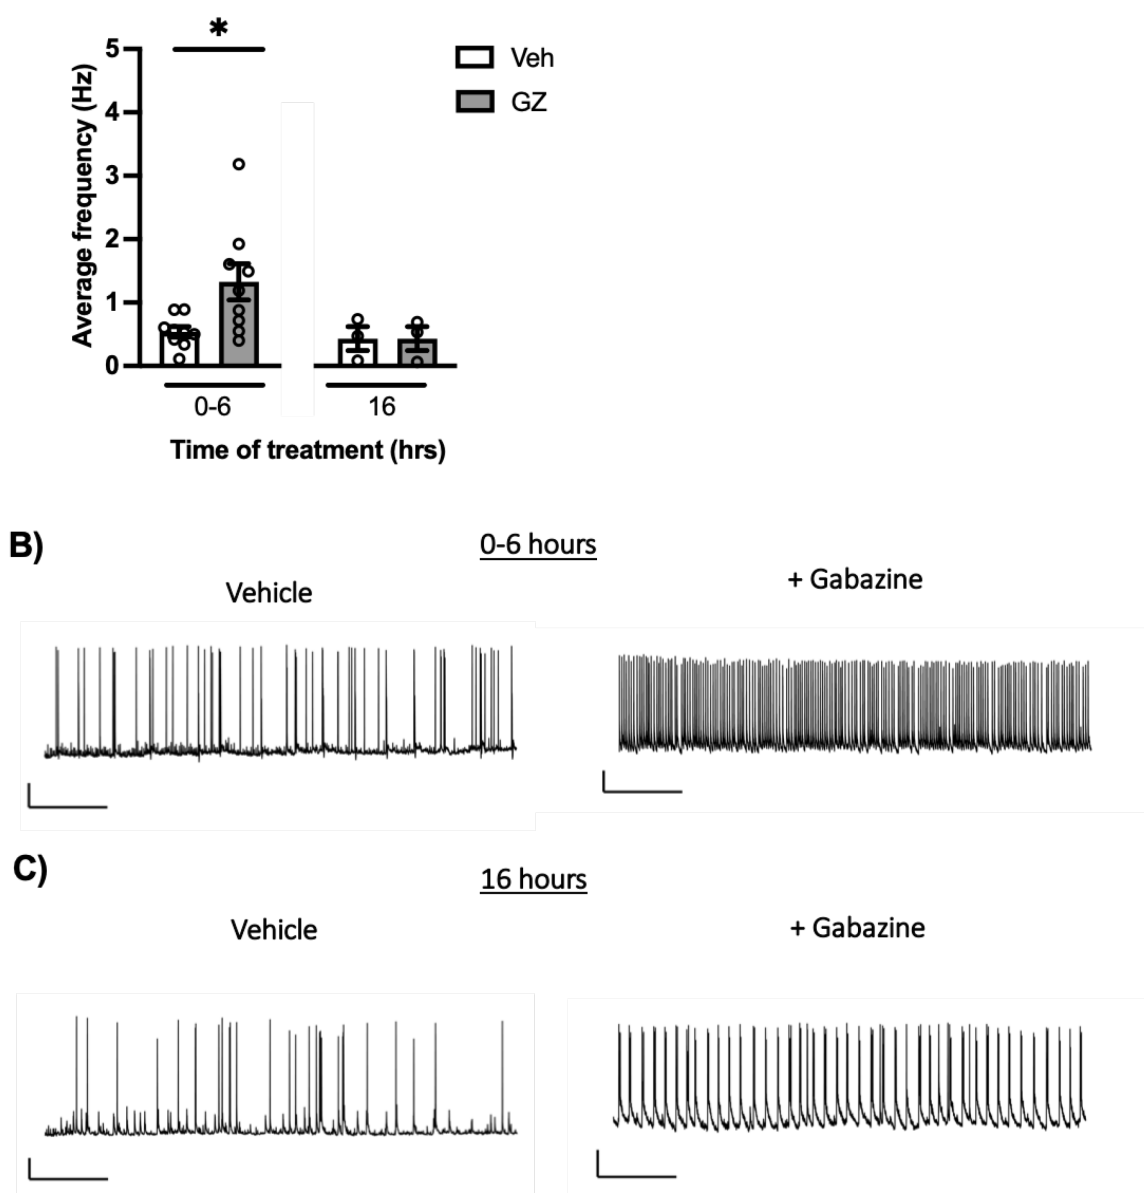 *
5
4
3
2
1
0
Average frequency (Hz)
Veh
GZ
0-6
16
Time of treatment (hrs)
B)
0-6 hours
Vehicle
+ Gabazine
C)
16 hours
Vehicle
+ Gabazine